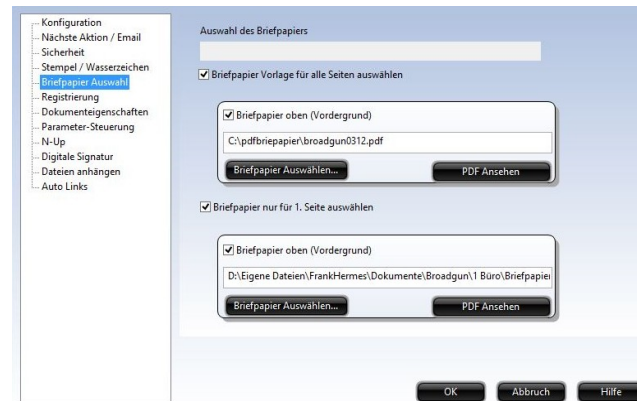 Konfiguration
Nächste Aktion / Email
Sicherheit
Stempel / Wasserzeichen
Briefpapier Auswahl
Registrierung
Dokumenteigenschaften
Parameter-Steuerung
N-Up
Digitale Signatur
Dateien anhängen
Auto Links
Auswahl des Briefpapiers
Briefpapier Vorlage für alle Seiten auswählen
Briefpapier oben (Vordergrund)
C:\pdfbriepapier\broadgun0312.pdf
Briefpapier Auswählen... PDF Ansehen
Briefpapier nur für 1. Seite auswählen
Briefpapier oben (Vordergrund)
D:\Eigene Dateien\FrankHermes\Dokumente\Broadgun\1 Büro\Briefpapier
Briefpapier Auswählen... PDF Ansehen
OK Abbruch Hilfe